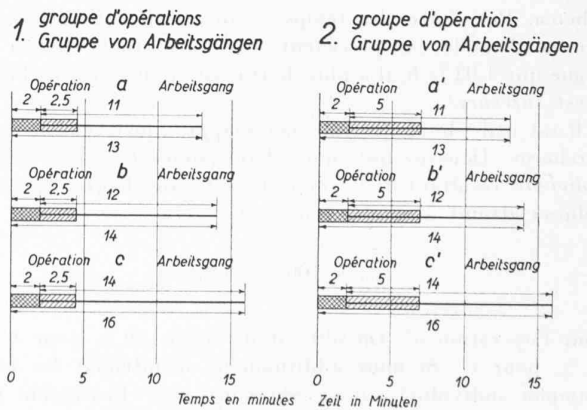 1. groupe d'opérations
Gruppe von Arbeitsgängen
Opération a Arbeitsgang
2 2,5 11
13
b
Opération Arbeitsgang
2 2,5 12
14
Opération c Arbeitsgang
2 2,5 14
16
0 5 10 15
Temps en minutes
2. groupe d'opérations
Gruppe von Arbeitsgängen
Opération a' Arbeitsgang
2 5 11
13
b'
Opération Arbeitsgang
2 5 12
14
Opération c' Arbeitsgang
2 5 14
16
0 5 10 15
Zeit in Minuten